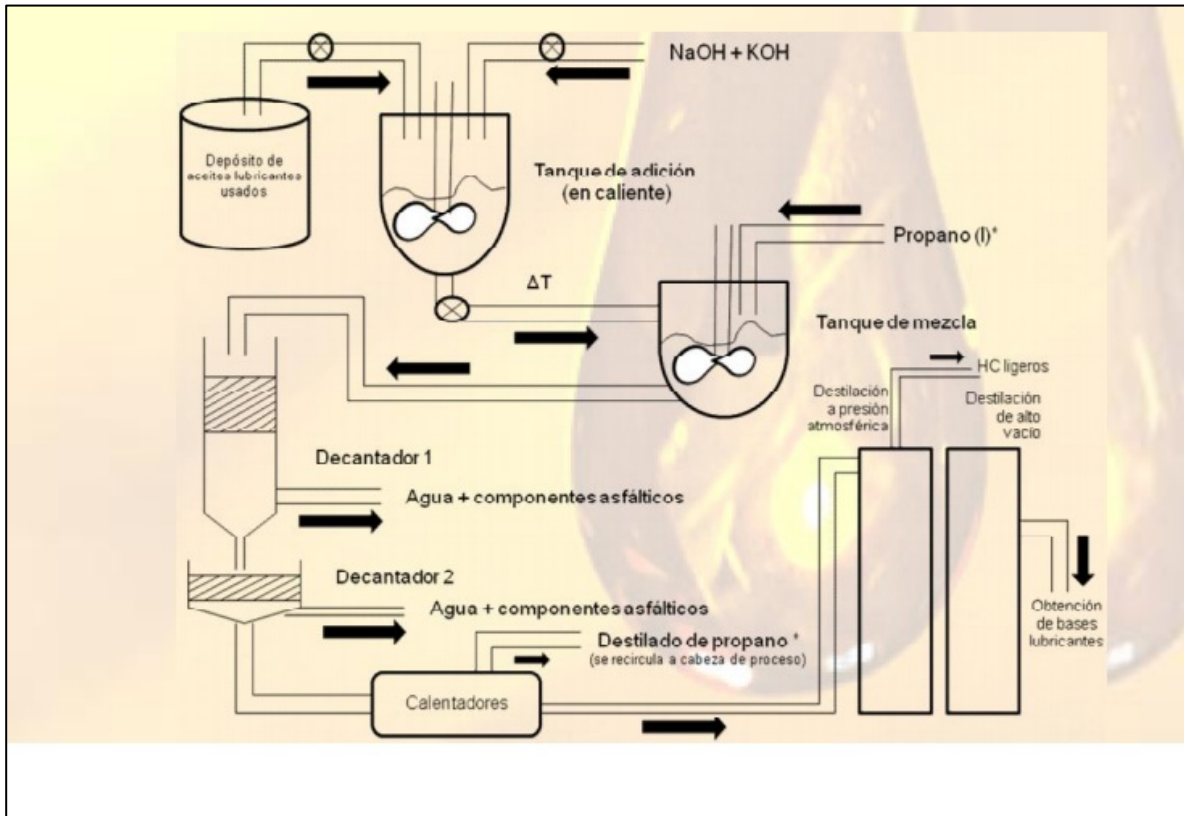 NaOH + KOH
Depósito de
aceites lubricantes
usados
Tanque de adición
(en caliente)
Propano (l)*
ΔT
Tanque de mezcla
HC ligeros
Destilación
a presión
atmosférica
Destilación
de alto
vacío
Decantador 1
Agua + componentes asfálticos
Decantador 2
Agua + componentes asfálticos
Destilado de propano *
(se recircula a cabeza de proceso)
Obtención
de bases
lubricantes
Calentadores